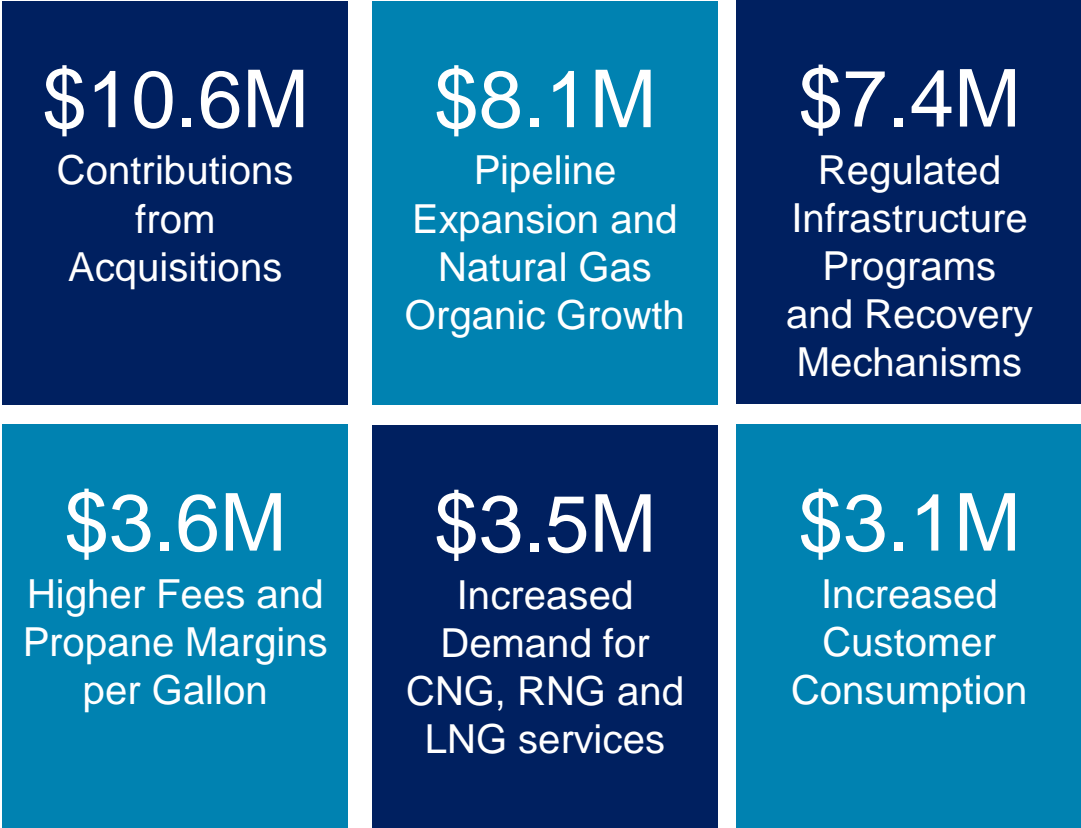 $10.6M
Contributions
from
Acquisitions
$8.1M
Pipeline
Expansion and
Natural Gas
Organic Growth
$7.4M
Regulated
Infrastructure
Programs
and Recovery
Mechanisms
$3.6M
Higher Fees and
Propane Margins
per Gallon
$3.5M
Increased
Demand for
CNG, RNG and
LNG services
$3.1M
Increased
Customer
Consumption